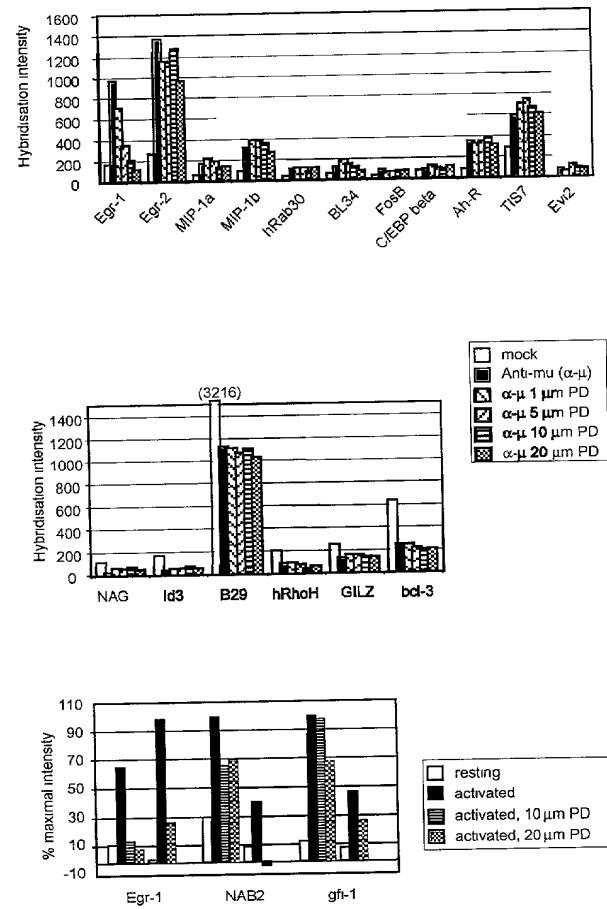 1600
1400
1200
1000
800
600
400
200
0
Hybridisation intensity
Egr-1
Egr-2
MIP-1a
MIP-1b
hRab30
BL34
FosB
C/EBP beta
Ah-R
TIS7
Evi2
mock
Anti-mu (α-μ)
α-μ 1 μm PD
α-μ 5 μm PD
α-μ 10 μm PD
α-μ 20 μm PD
(3216)
1400
1200
1000
800
600
400
200
0
Hybridisation intensity
NAG
Id3
B29
hRhoH
GILZ
bcl-3
110
90
70
50
30
10
-10
% maximal intensity
Egr-1
NAB2
gfi-1
resting
activated
activated, 10 μm PD
activated, 20 μm PD